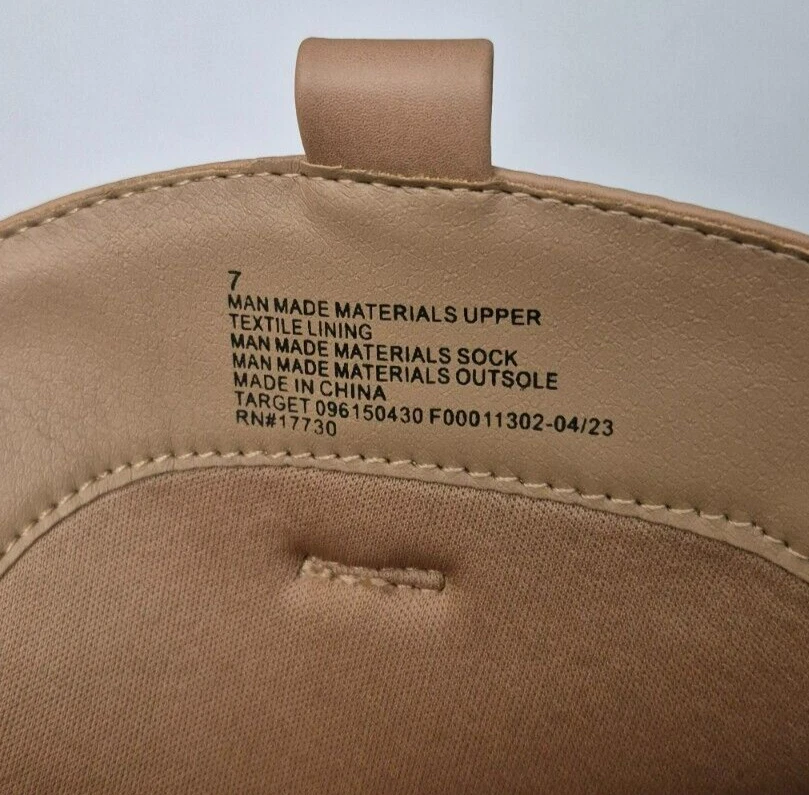 7
MAN MADE MATERIALS UPPER
TEXTILE LINING
MAN MADE MATERIALS SOCK
MAN MADE MATERIALS OUTSOLE
MADE IN CHINA
TARGET 096150430 F00011302-04/23
RN#17730